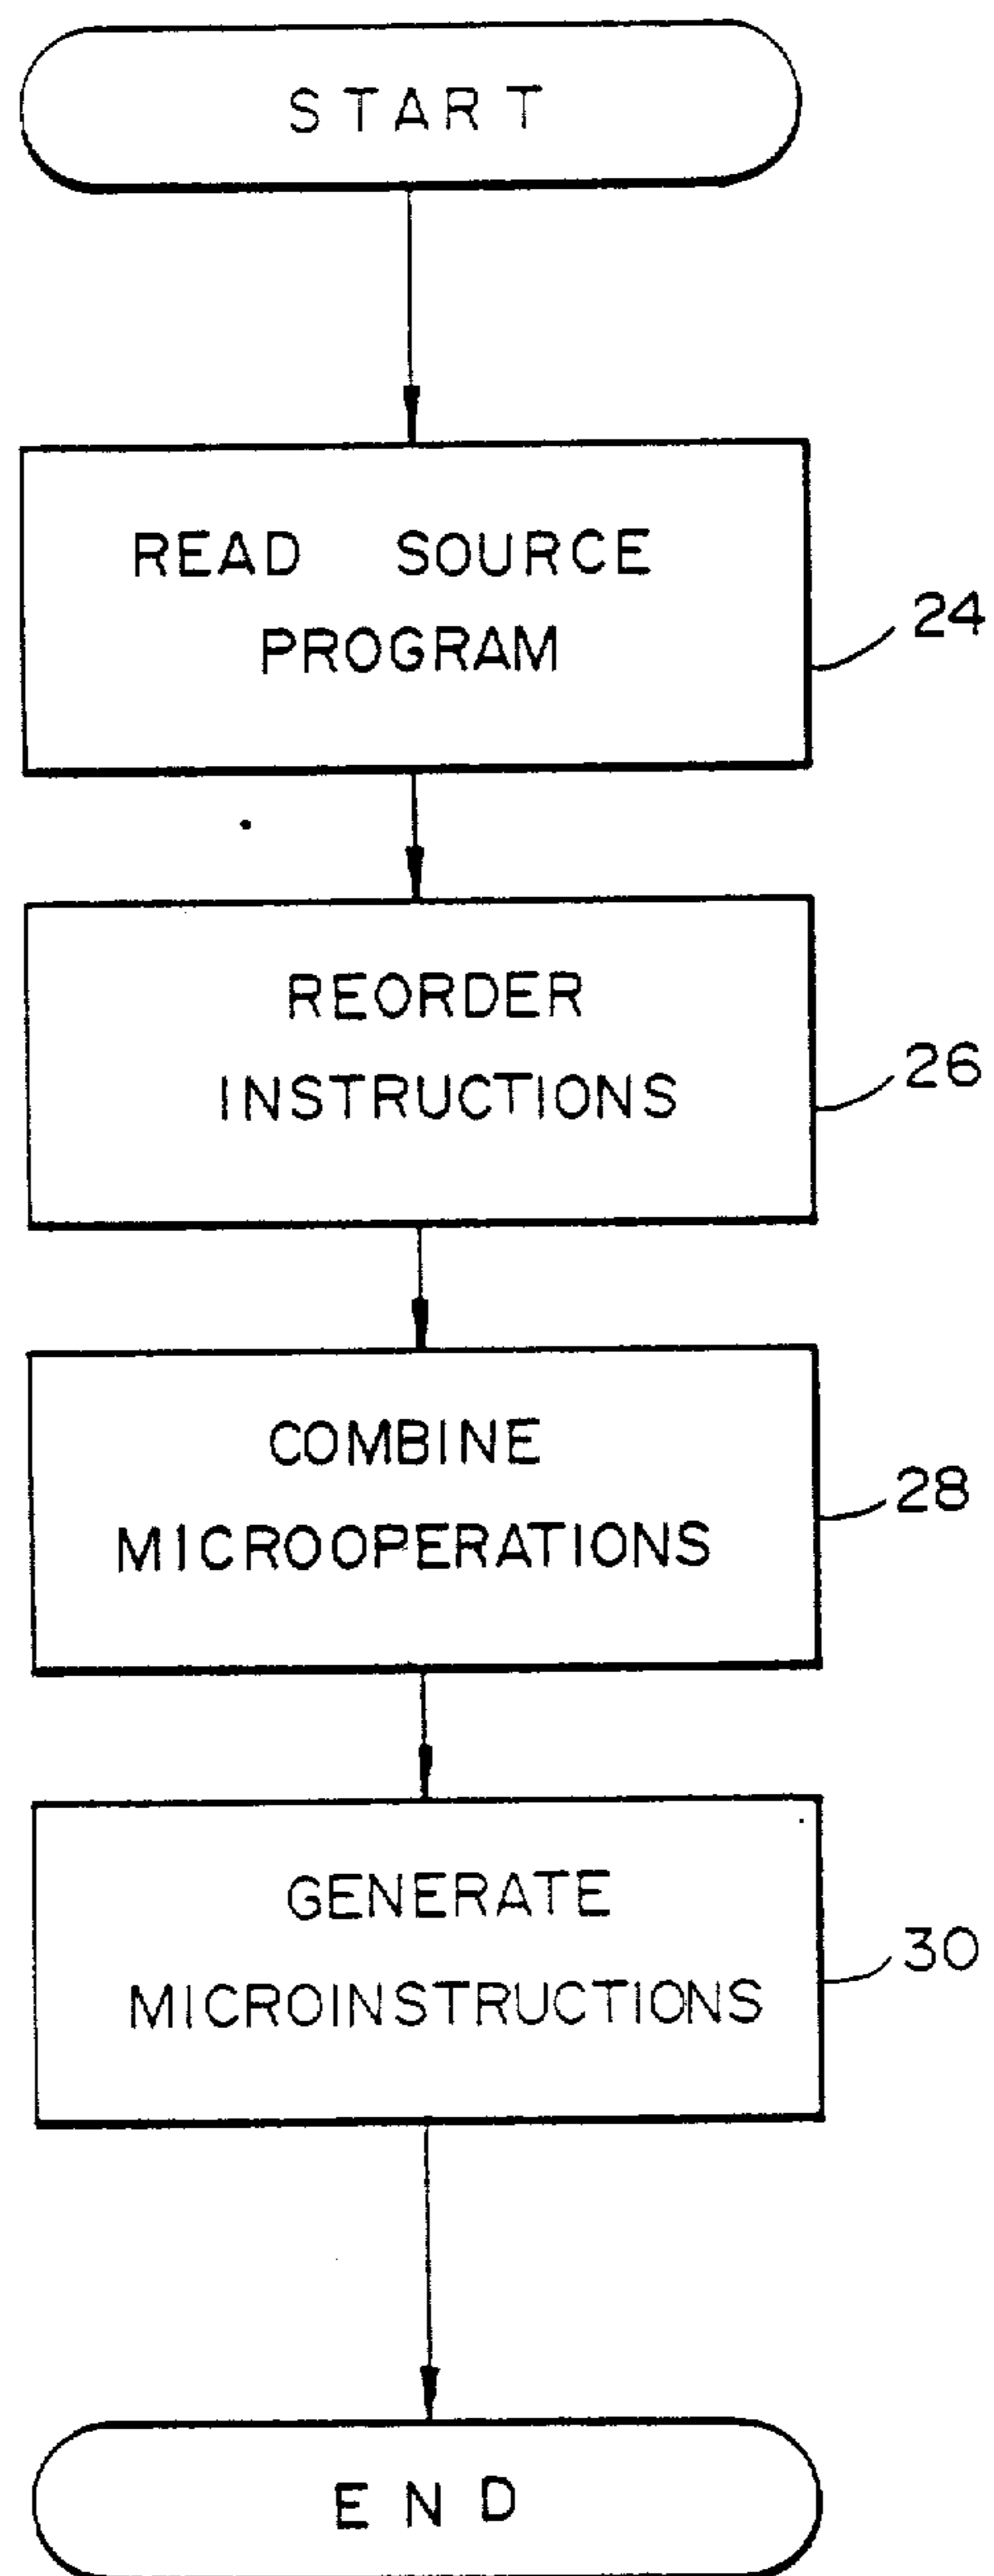 START
READ SOURCE
PROGRAM
24
REORDER
INSTRUCTIONS
26
COMBINE
MICROOPERATIONS
28
GENERATE
MICROINSTRUCTIONS
30
END